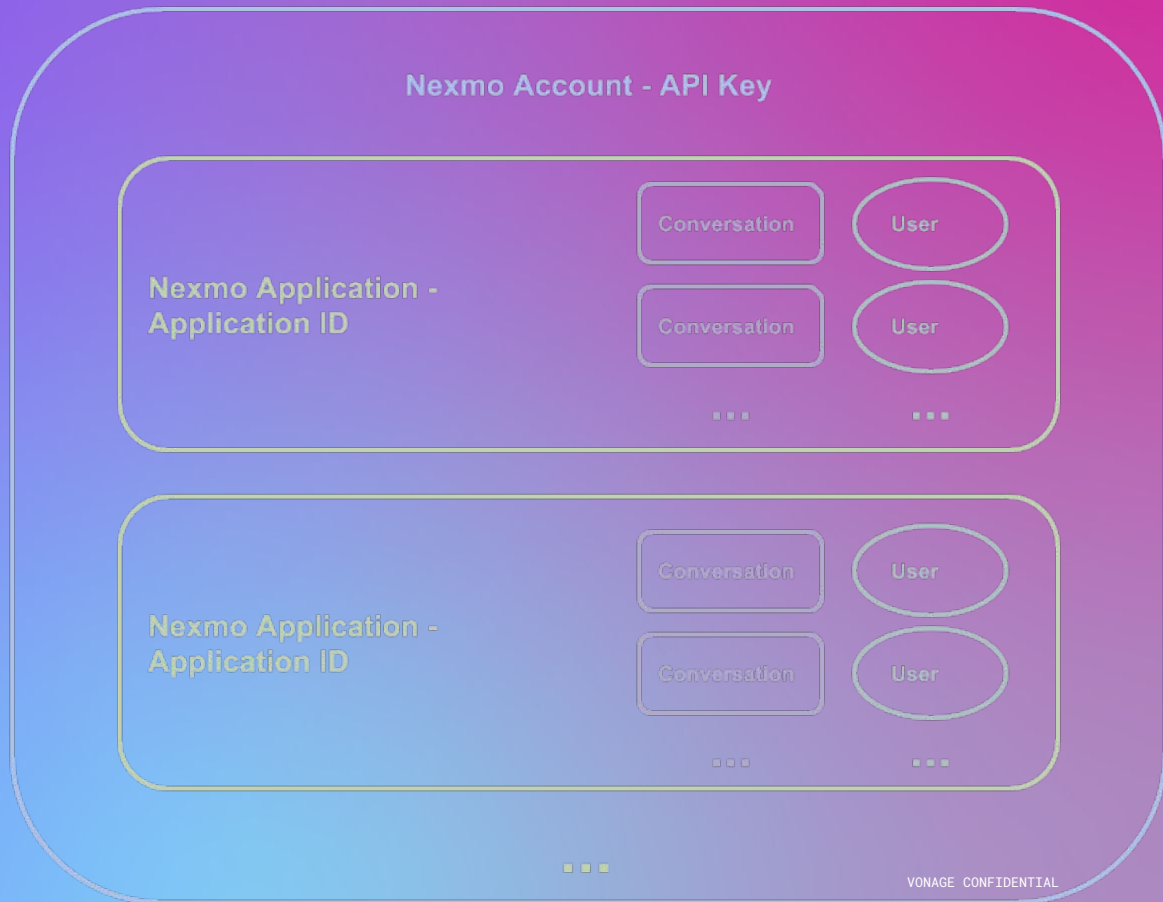 Nexmo Account - API Key
Conversation
User
Nexmo Application -
Application ID
Conversation
User
...
...
Conversation
User
Nexmo Application -
Application ID
Conversation
User
...
...
...
VONAGE CONFIDENTIAL